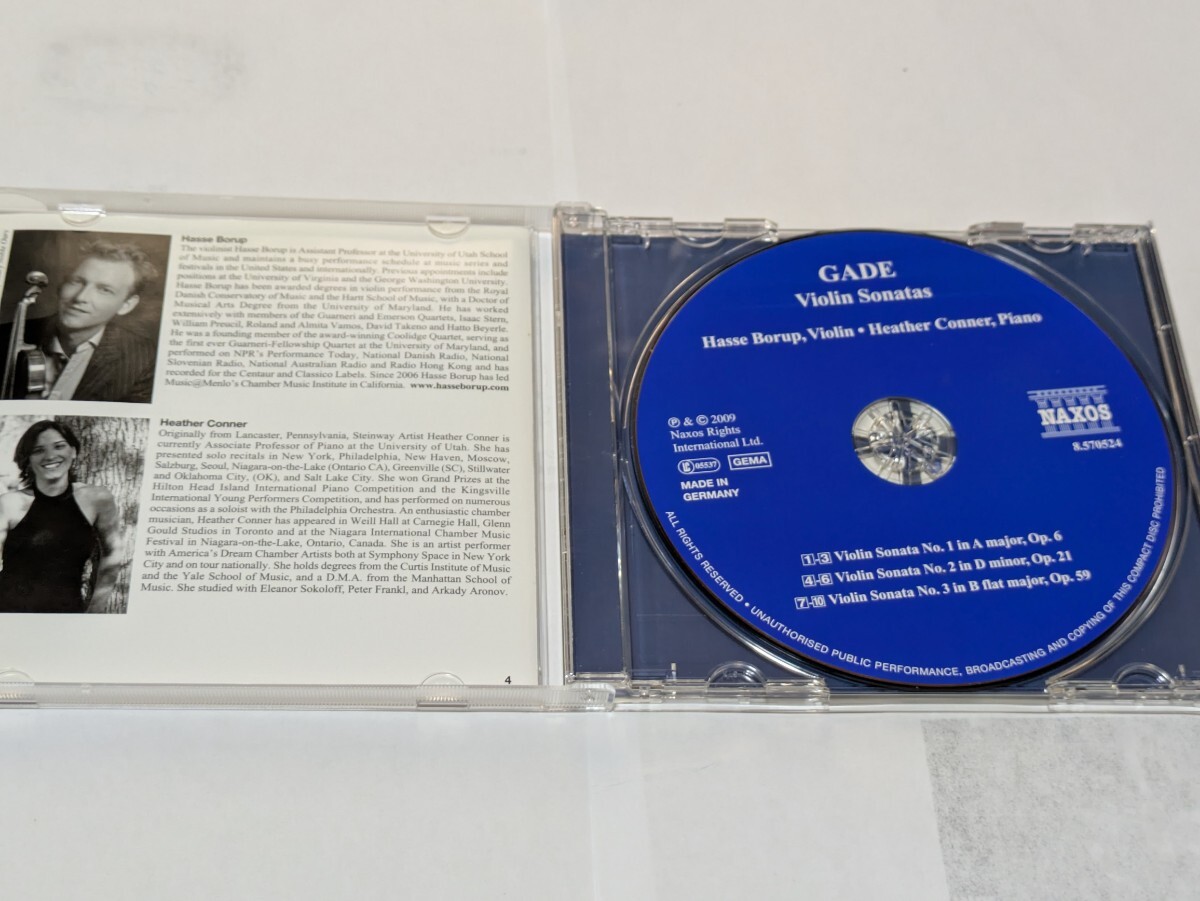 Hasse Borup
The violinist Hasse Borup is Assistant Professor at the University of Utah School
of Music and maintains a busy performance schedule at music series and
festivals in the United States and internationally. Previous appointments include
positions at the University of Virginia and the George Washington University.
Hasse Borup has been awarded degrees in violin performance from the Royal
Danish Conservatory of Music and the Hartt School of Music, with a Doctor of
Musical Arts Degree from the University of Maryland. He has worked
extensively with members of the Guarneri and Emerson Quartets, Isaac Stern,
William Preucil, Roland and Almita Vamos, David Takeno and Hatto Beyerle.
He was a founding member of the award-winning Coolidge Quartet, serving as
the first ever Guarneri-Fellowship Quartet at the University of Maryland, and
performed on NPR's Performance Today, National Danish Radio, National
Slovenian Radio, National Australian Radio and Radio Hong Kong and has
recorded for the Centaur and Classico Labels. Since 2006 Hasse Borup has led
Music@Menlo's Chamber Music Institute in California. www.hasseborup.com
Heather Conner
Originally from Lancaster, Pennsylvania, Steinway Artist Heather Conner is
currently Associate Professor of Piano at the University of Utah. She has
presented solo recitals in New York, Philadelphia, New Haven, Moscow,
Salzburg, Seoul, Niagara-on-the-Lake (Ontario CA), Greenville (SC), Stillwater
and Oklahoma City, (OK), and Salt Lake City. She won Grand Prizes at the
Hilton Head Island International Piano Competition and the Kingsville
International Young Performers Competition, and has performed on numerous
occasions as a soloist with the Philadelphia Orchestra. An enthusiastic chamber
musician, Heather Conner has appeared in Weill Hall at Carnegie Hall, Glenn
Gould Studios in Toronto and at the Niagara International Chamber Music
Festival in Niagara-on-the-Lake, Ontario, Canada. She is an artist performer
with America's Dream Chamber Artists both at Symphony Space in New York
City and on tour nationally. She holds degrees from the Curtis Institute of Music
and the Yale School of Music, and a D.M.A. from the Manhattan School of
Music. She studied with Eleanor Sokoloff, Peter Frankl, and Arkady Aronov.
4
GADE
Violin Sonatas
Hasse Borup, Violin • Heather Conner, Piano
℗ & © 2009
Naxos Rights
International Ltd.
LC 05537 GEMA
MADE IN
GERMANY
NAXOS
8.570524
1-3 Violin Sonata No. 1 in A major, Op. 6
4-6 Violin Sonata No. 2 in D minor, Op. 21
7-10 Violin Sonata No. 3 in B flat major, Op. 59
ALL RIGHTS RESERVED • UNAUTHORISED PUBLIC PERFORMANCE, BROADCASTING AND COPYING OF THIS COMPACT DISC PROHIBITED